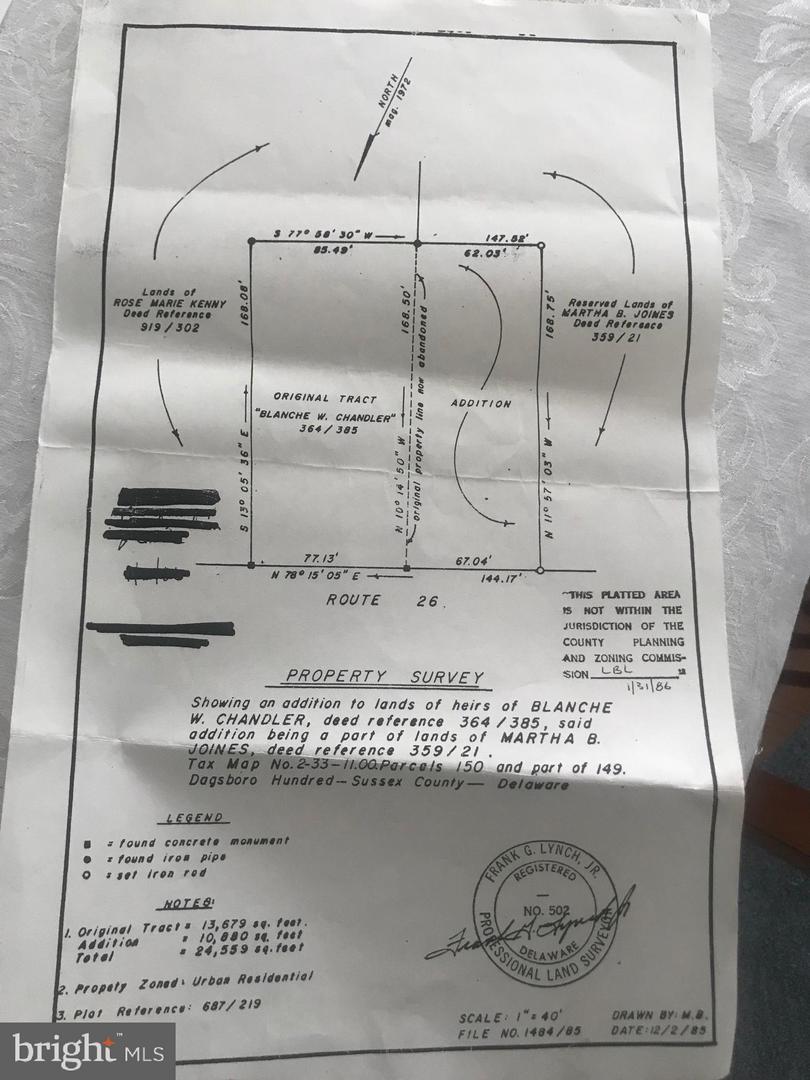 NORTH
mag. 1972
S 77° 58' 30" W
85.49'
147.52'
62.03'
Lands of
ROSE MARIE KENNY
Deed Reference
919 / 302
168.08'
168.50'
168.75'
Reserved Lands of
MARTHA B. JOINES
Deed Reference
359 / 21
ORIGINAL TRACT
"BLANCHE W. CHANDLER"
364 / 385
ADDITION
S 13° 05' 36" E
N 10° 14' 50" W
original property line now abandoned
N 11° 57' 03" W
77.13'
67.04'
N 78° 15' 05" E
144.17'
ROUTE 26
THIS PLATTED AREA
IS NOT WITHIN THE
JURISDICTION OF THE
COUNTY PLANNING
AND ZONING COMMIS-
SION LBL
1/31/86
PROPERTY SURVEY
Showing an addition to lands of heirs of BLANCHE
W. CHANDLER, deed reference 364 / 385, said
addition being a part of lands of MARTHA B.
JOINES, deed reference 359 / 21 .
Tax Map No. 2-33-11.00 Parcels 150 and part of 149.
Dagsboro Hundred — Sussex County — Delaware
LEGEND
= found concrete monument
= found iron pipe
= set iron rod
NOTES:
1. Original Tract = 13,679 sq. feet.
Addition = 10,880 sq. feet
Total = 24,559 sq. feet
2. Propety Zoned: Urban Residential
3. Plat Reference: 687 / 219
FRANK G. LYNCH, JR.
REGISTERED
NO. 502
DELAWARE
PROFESSIONAL LAND SURVEYOR
SCALE: 1" = 40'
FILE NO. 1484 / 85
DRAWN BY: M.B.
DATE: 12 / 2 / 85
bright MLS